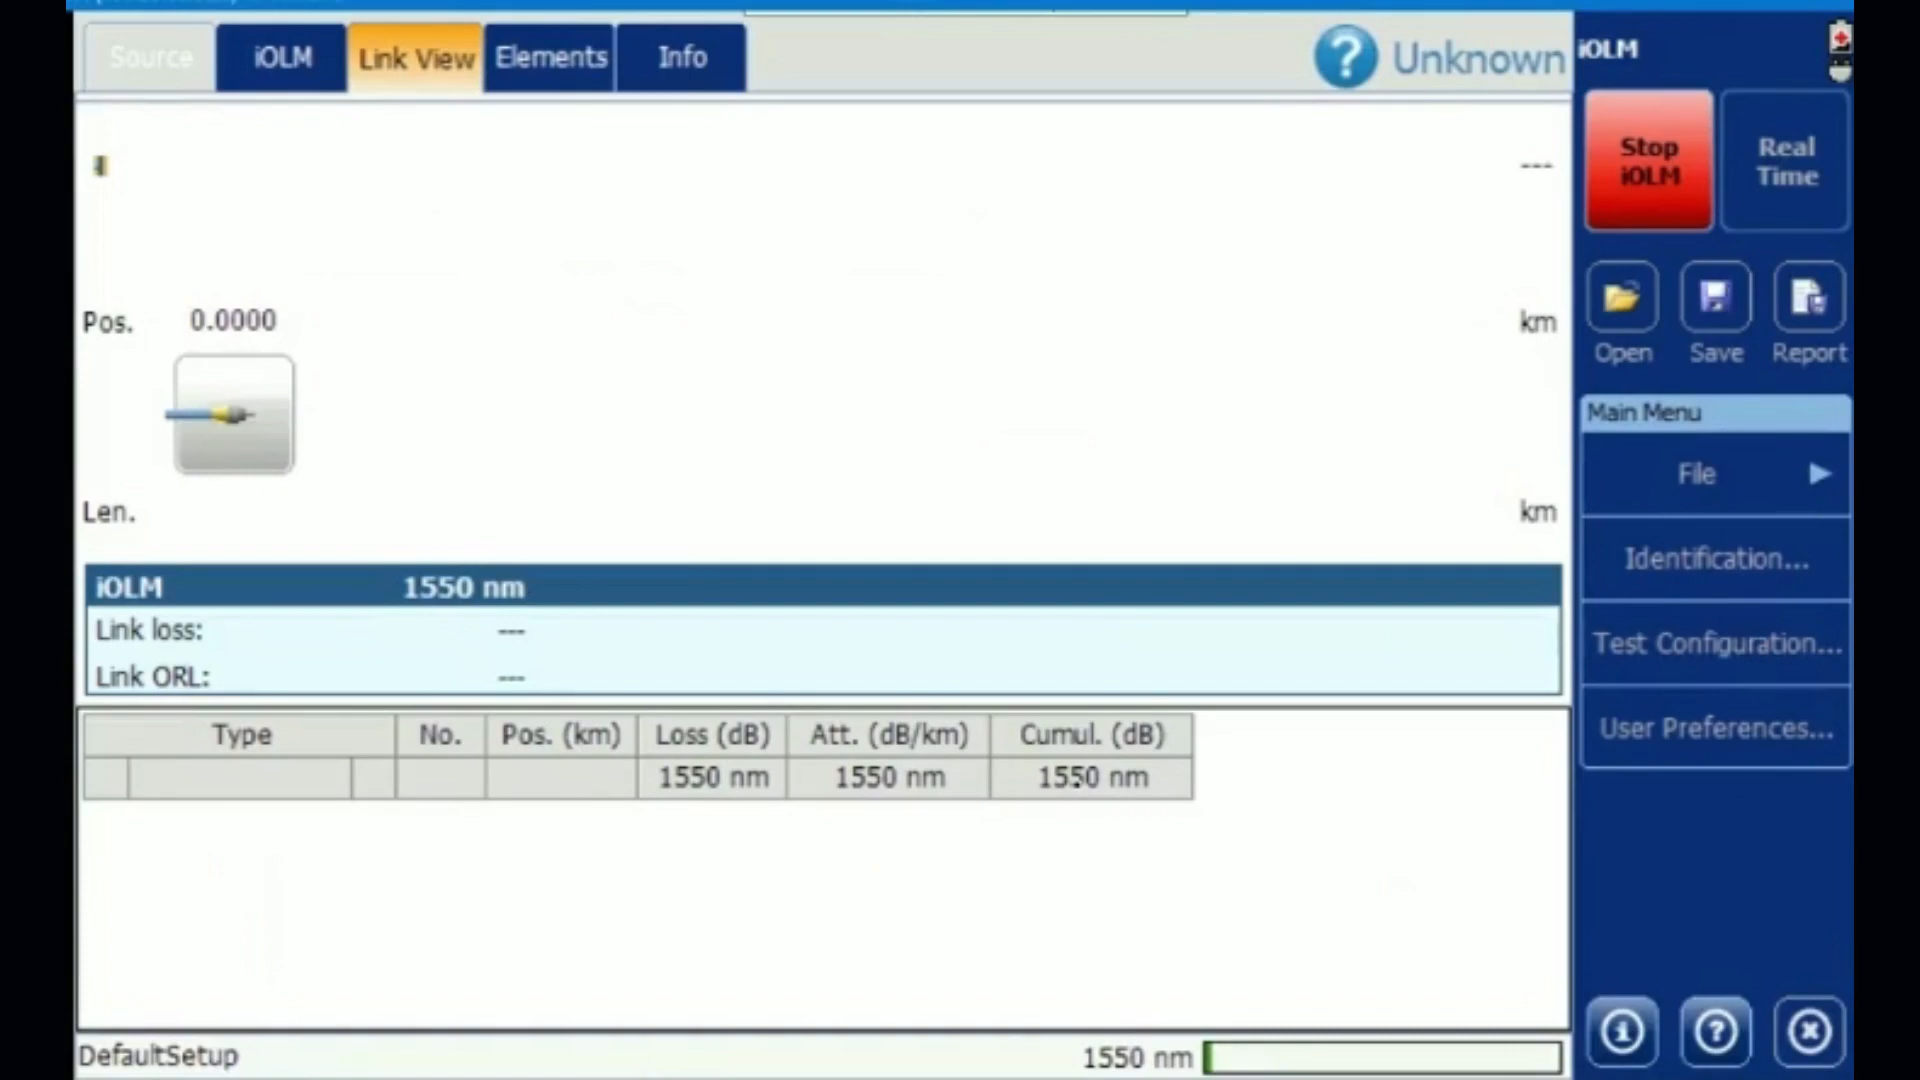 Source iOLM Link View Elements Info ? Unknown
iOLM
Stop iOLM
Real Time
---
Pos. 0.0000 km
Open Save Report
Main Menu
File
Len. km
Identification...
iOLM 1550 nm
Link loss: ---
Link ORL: ---
Test Configuration...
User Preferences...
Type No. Pos. (km) Loss (dB) Att. (dB/km) Cumul. (dB)
1550 nm 1550 nm 1550 nm
DefaultSetup 1550 nm